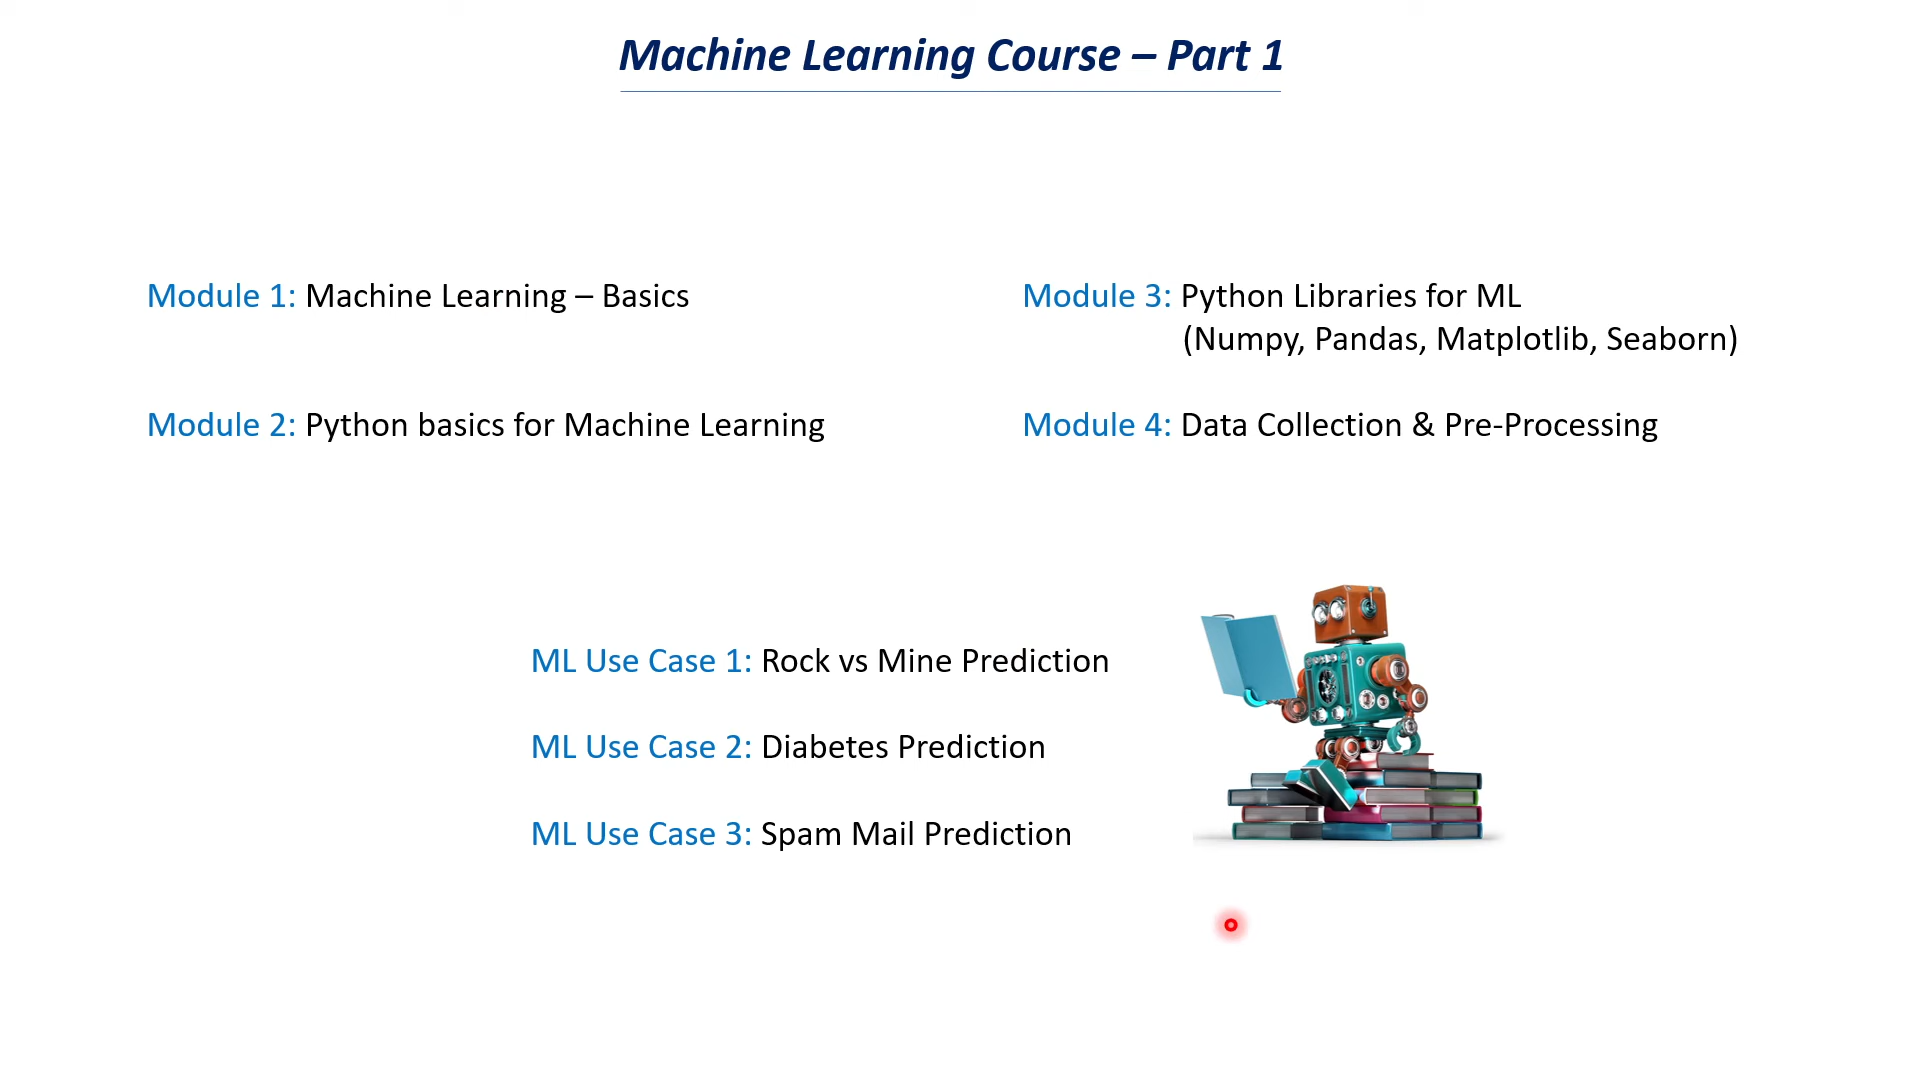 Machine Learning Course – Part 1
Module 1: Machine Learning – Basics
Module 2: Python basics for Machine Learning
Module 3: Python Libraries for ML
(Numpy, Pandas, Matplotlib, Seaborn)
Module 4: Data Collection & Pre-Processing
ML Use Case 1: Rock vs Mine Prediction
ML Use Case 2: Diabetes Prediction
ML Use Case 3: Spam Mail Prediction